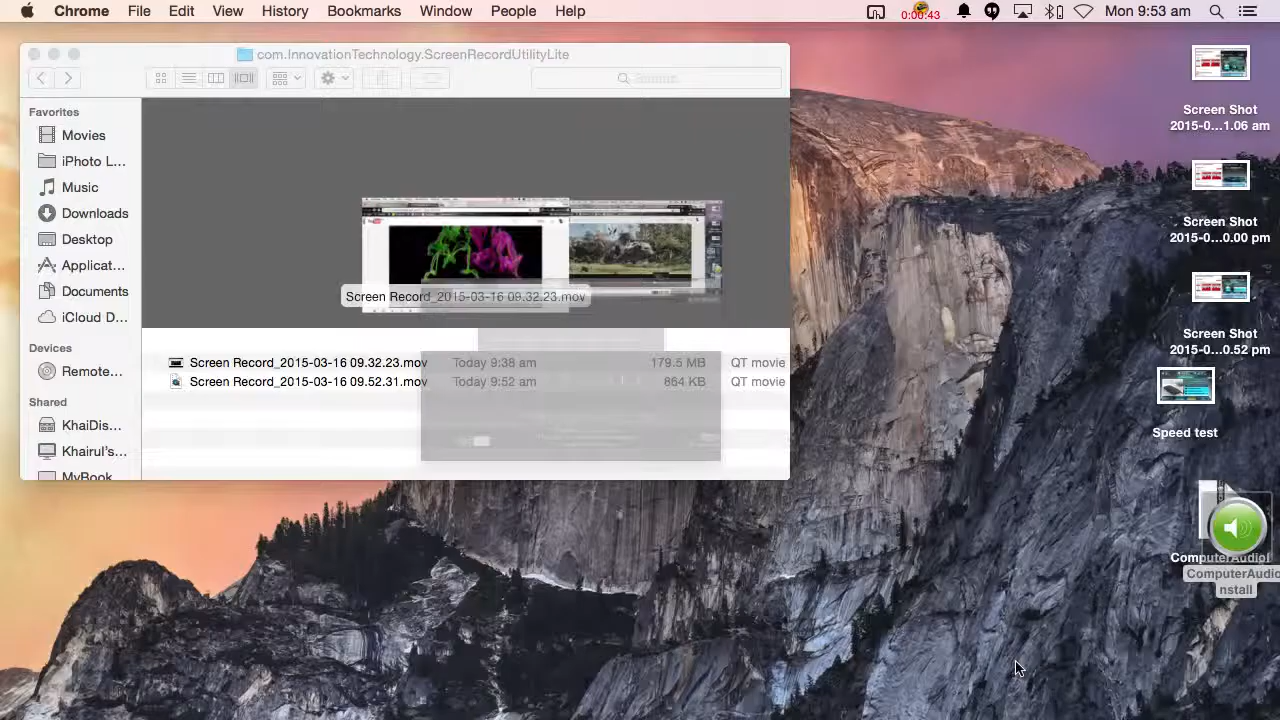 Chrome File Edit View History Bookmarks Window People Help
0:00:43
Mon 9:53 am
com.InnovationTechnology.ScreenRecordUtilityLite
Favorites
Movies
iPhoto L...
Music
Downloads
Desktop
Applicat...
Documents
iCloud D...
Devices
Remote...
Shared
KhaiDis...
Khairul's...
MyBook
Screen Record_2015-03-16 09.32.23.mov
Screen Record_2015-03-16 09.32.23.mov Today 9:38 am 179.5 MB QT movie
Screen Record_2015-03-16 09.52.31.mov Today 9:52 am 864 KB QT movie
Screen Shot
2015-0...1.06 am
Screen Shot
2015-0...0.00 pm
Screen Shot
2015-0...0.52 pm
Speed test
ComputerAudioI
ComputerAudio
nstall